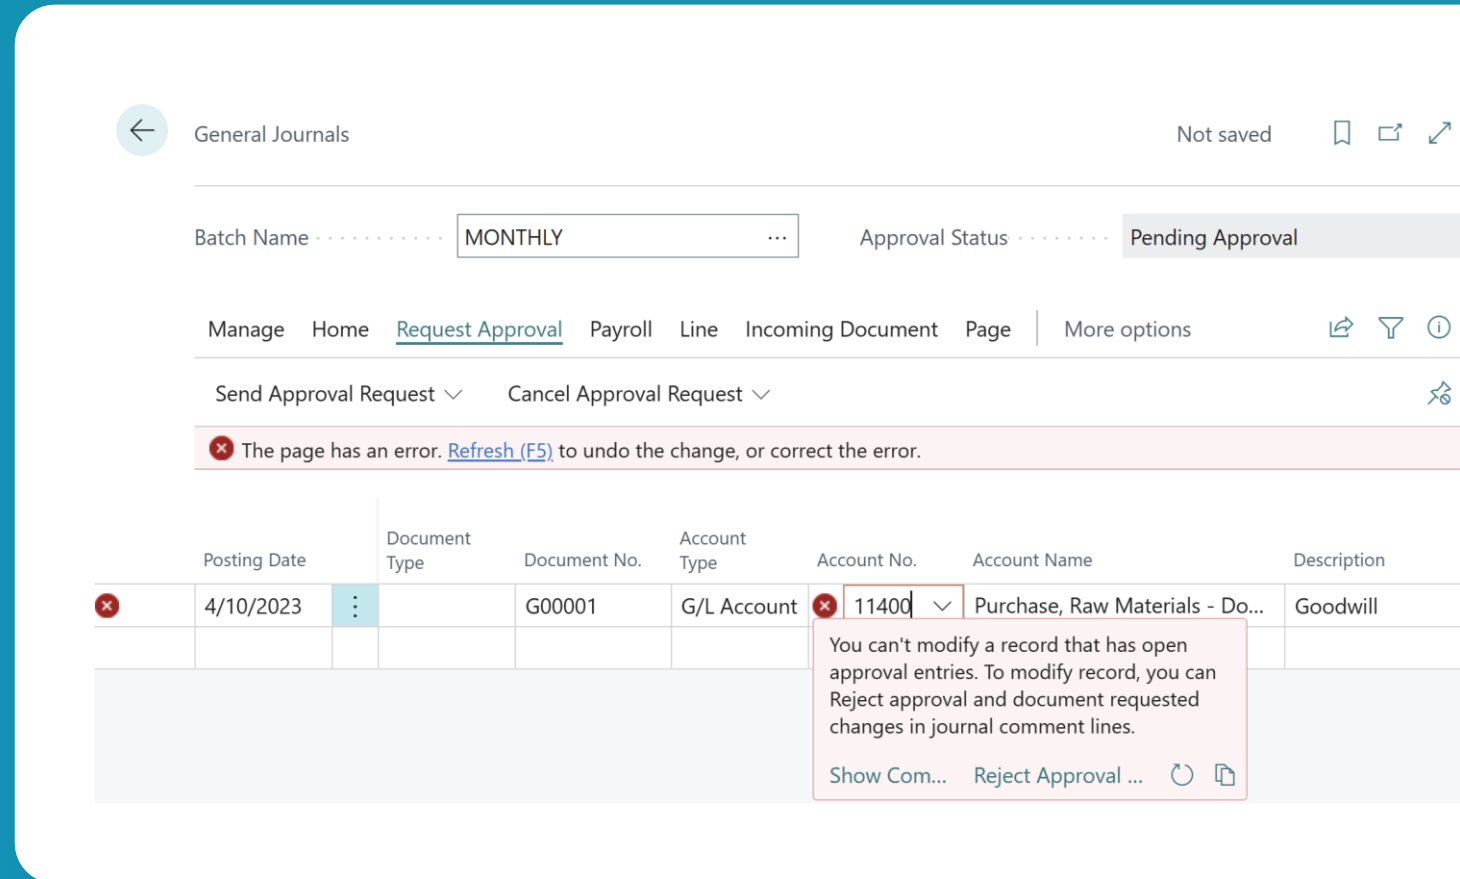 General Journals
Not saved
Batch Name
MONTHLY
Approval Status
Pending Approval
Manage Home Request Approval Payroll Line Incoming Document Page More options
Send Approval Request Cancel Approval Request
The page has an error. Refresh (F5) to undo the change, or correct the error.
Posting Date Document Type Document No. Account Type Account No. Account Name Description
4/10/2023 G00001 G/L Account 11400 Purchase, Raw Materials - Do... Goodwill
You can't modify a record that has open
approval entries. To modify record, you can
Reject approval and document requested
changes in journal comment lines.
Show Com... Reject Approval ...